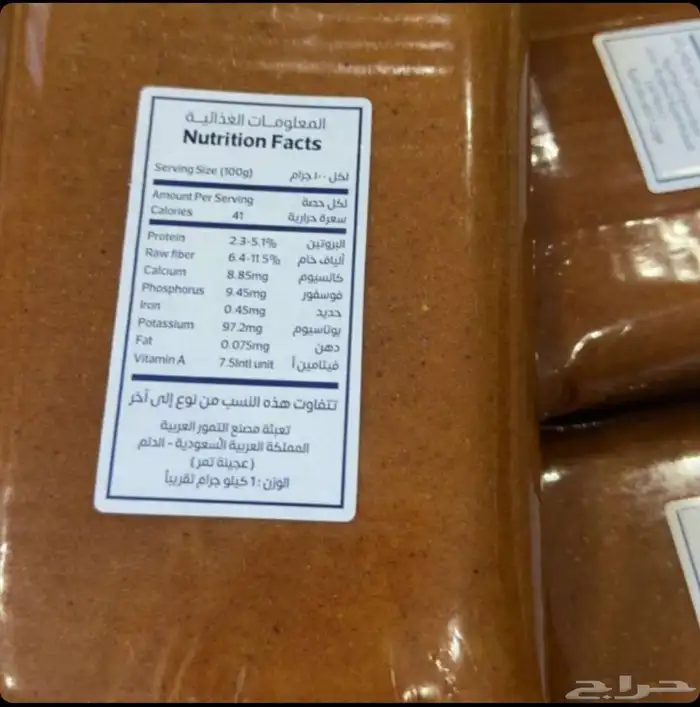 المعلومـات الغذائيـة
Nutrition Facts
Serving Size (100g) لكل ١٠٠ جرام
Amount Per Serving لكل حصة
Calories 41 سعرة حرارية
Protein 2.3-5.1% البروتين
Raw fiber 6.4-11.5% ألياف خام
Calcium 8.85mg كالسيوم
Phosphorus 9.45mg فوسفور
Iron 0.45mg حديد
Potassium 97.2mg بوتاسيوم
Fat 0.075mg دهن
Vitamin A 7.5Intl unit فيتامين أ
تتفاوت هذه النسب من نوع إلى آخر
تعبئة مصنع التمور العربية
المملكة العربية السعودية - الدلم
(عجينة تمر)
الوزن : 1 كيلو جرام تقريباً
حراج